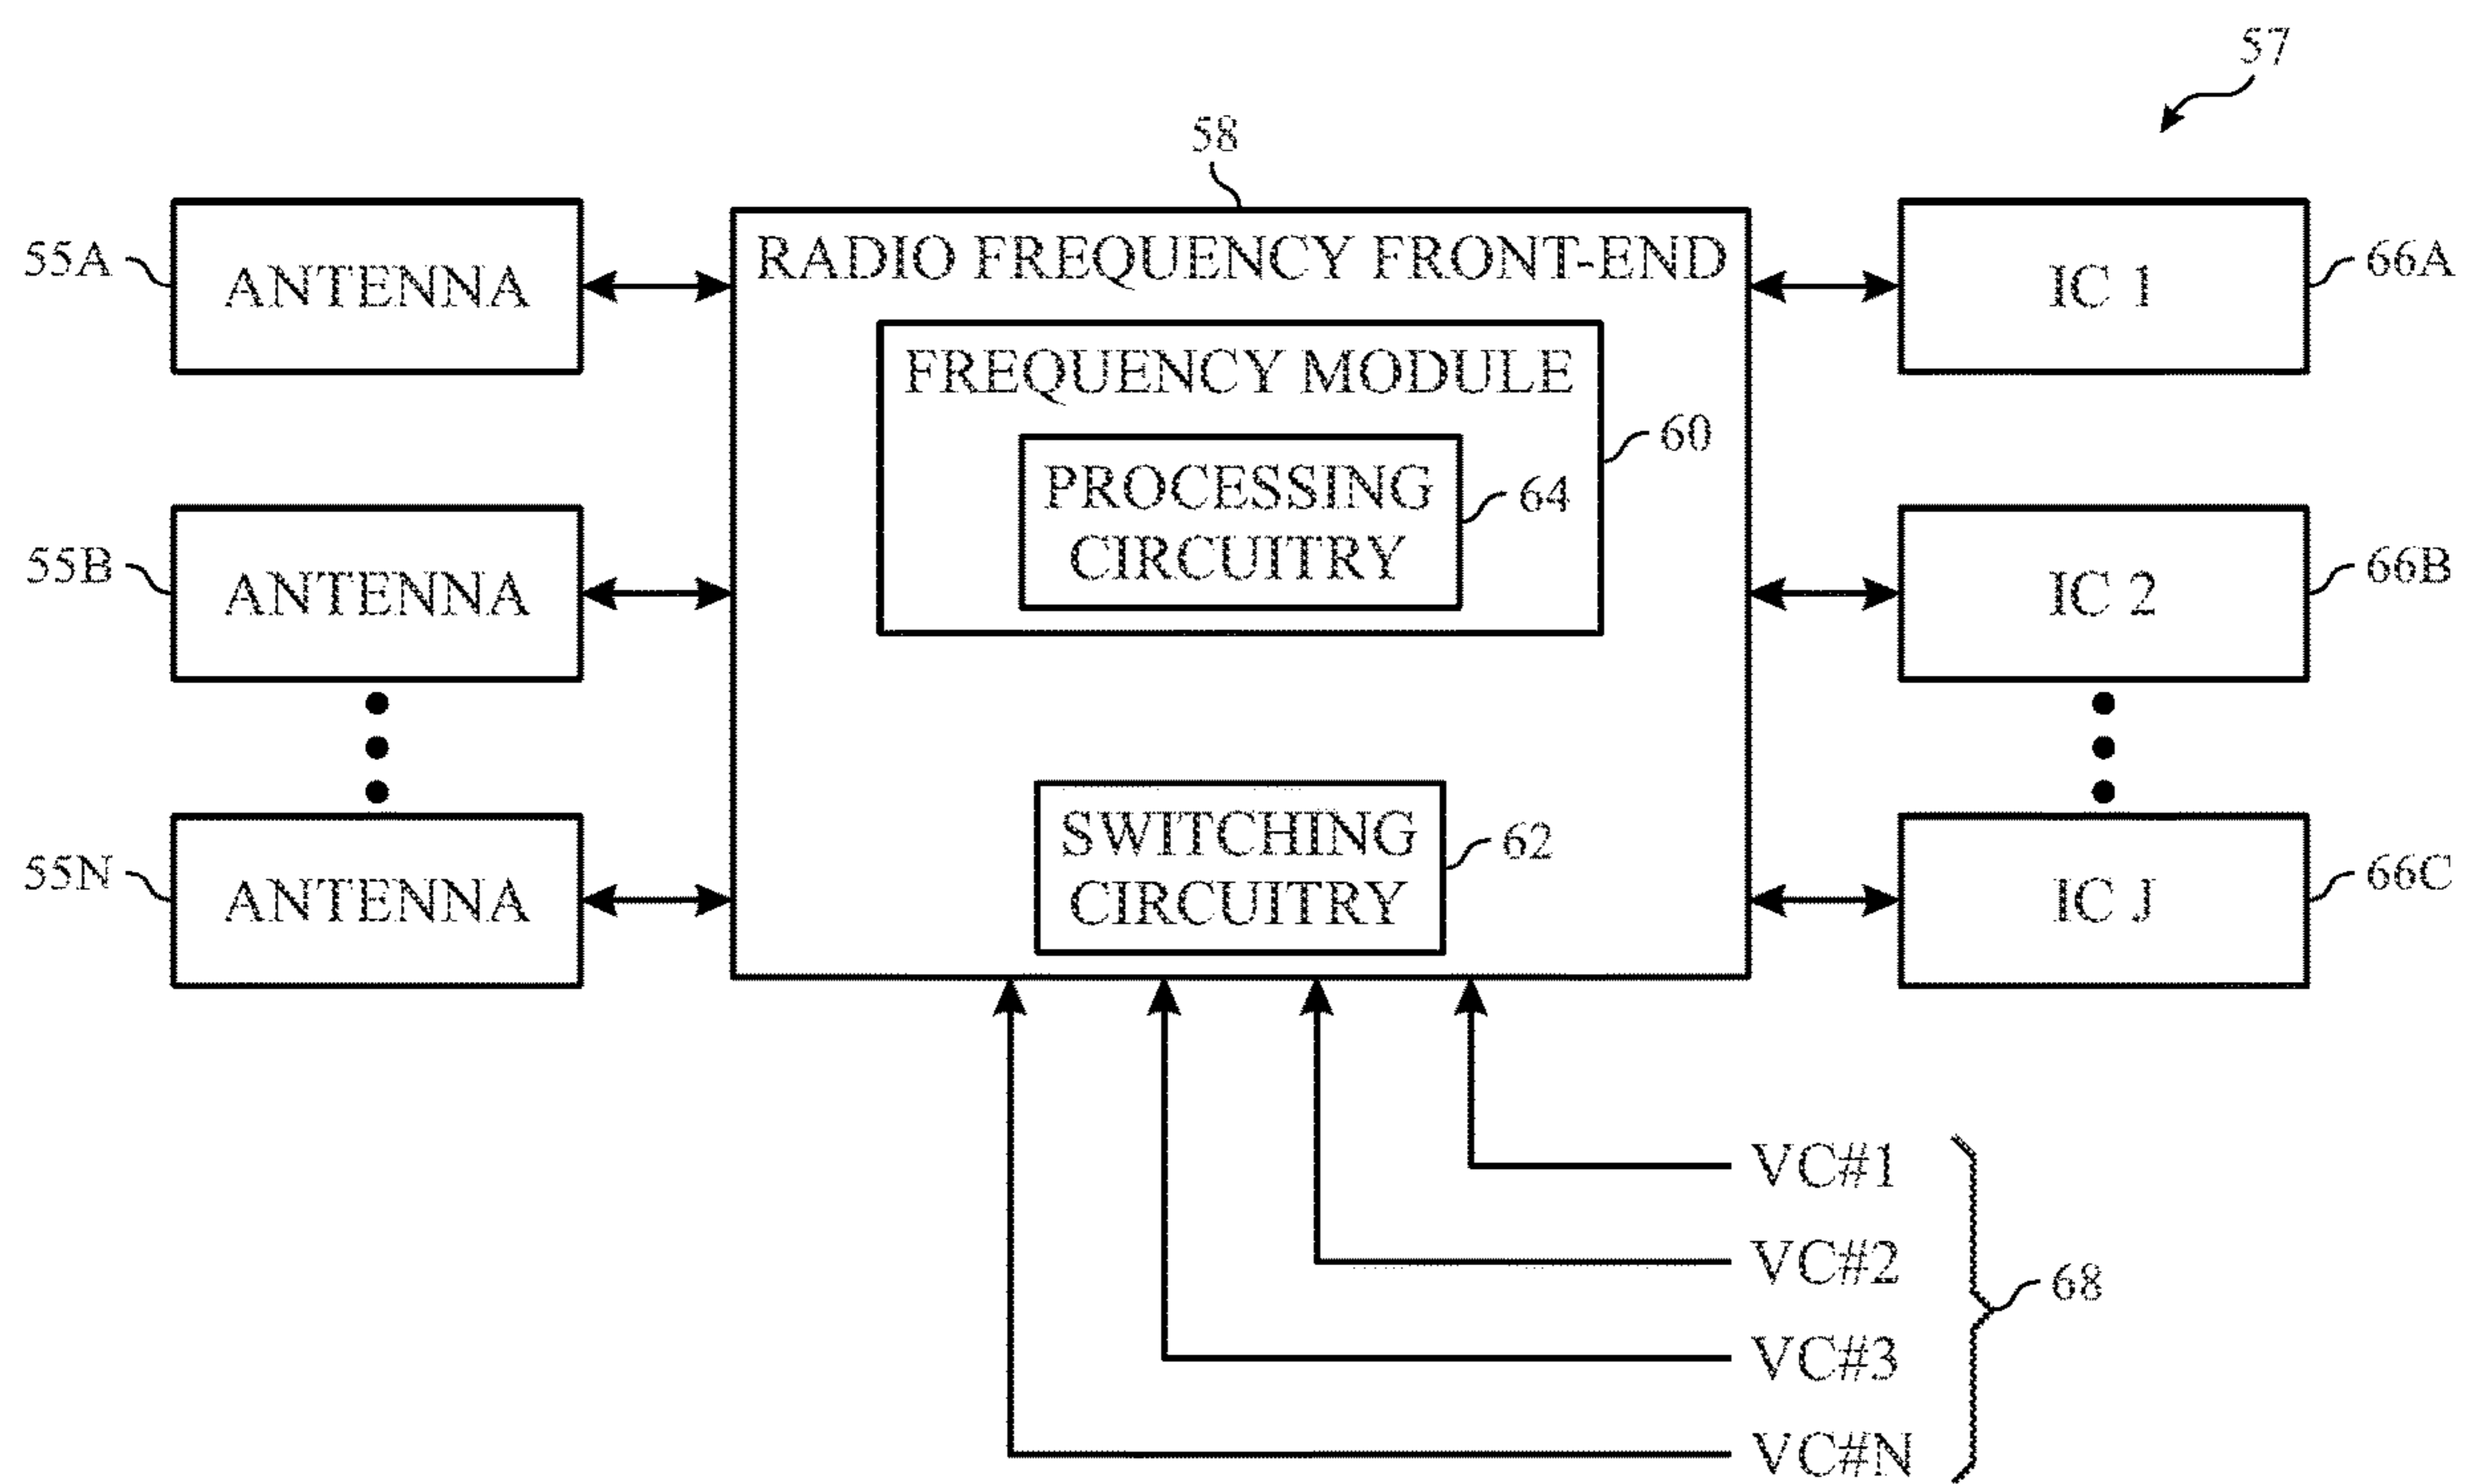 57
58
RADIO FREQUENCY FRONT-END
55A
ANTENNA
IC 1
66A
FREQUENCY MODULE
60
PROCESSING
CIRCUITRY
64
55B
ANTENNA
IC 2
66B
SWITCHING
CIRCUITRY
62
55N
ANTENNA
IC J
66C
VC#1
VC#2
68
VC#3
VC#N